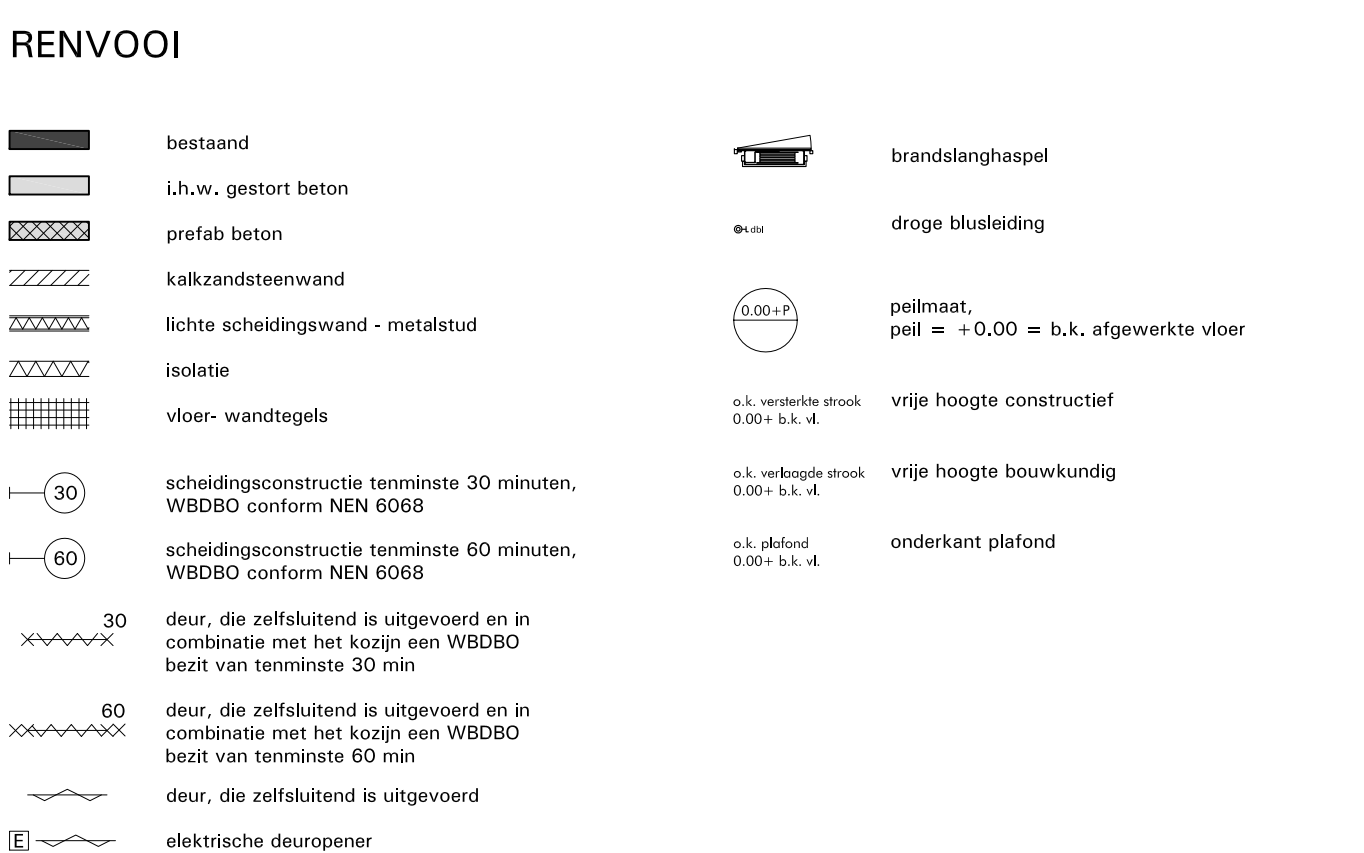 RENVOOI
bestaand
i.h.w. gestort beton
prefab beton
kalkzandsteenwand
lichte scheidingswand - metalstud
isolatie
vloer- wandtegels
30
scheidingsconstructie tenminste 30 minuten,
WBDBO conform NEN 6068
60
scheidingsconstructie tenminste 60 minuten,
WBDBO conform NEN 6068
30
deur, die zelfsluitend is uitgevoerd en in
combinatie met het kozijn een WBDBO
bezit van tenminste 30 min
60
deur, die zelfsluitend is uitgevoerd en in
combinatie met het kozijn een WBDBO
bezit van tenminste 60 min
deur, die zelfsluitend is uitgevoerd
E
elektrische deuropener
brandslanghaspel
dbl
droge blusleiding
0.00+P
peilmaat,
peil = +0.00 = b.k. afgewerkte vloer
o.k. versterkte strook
0.00+ b.k. vl.
vrije hoogte constructief
o.k. verlaagde strook
0.00+ b.k. vl.
vrije hoogte bouwkundig
o.k. plafond
0.00+ b.k. vl.
onderkant plafond